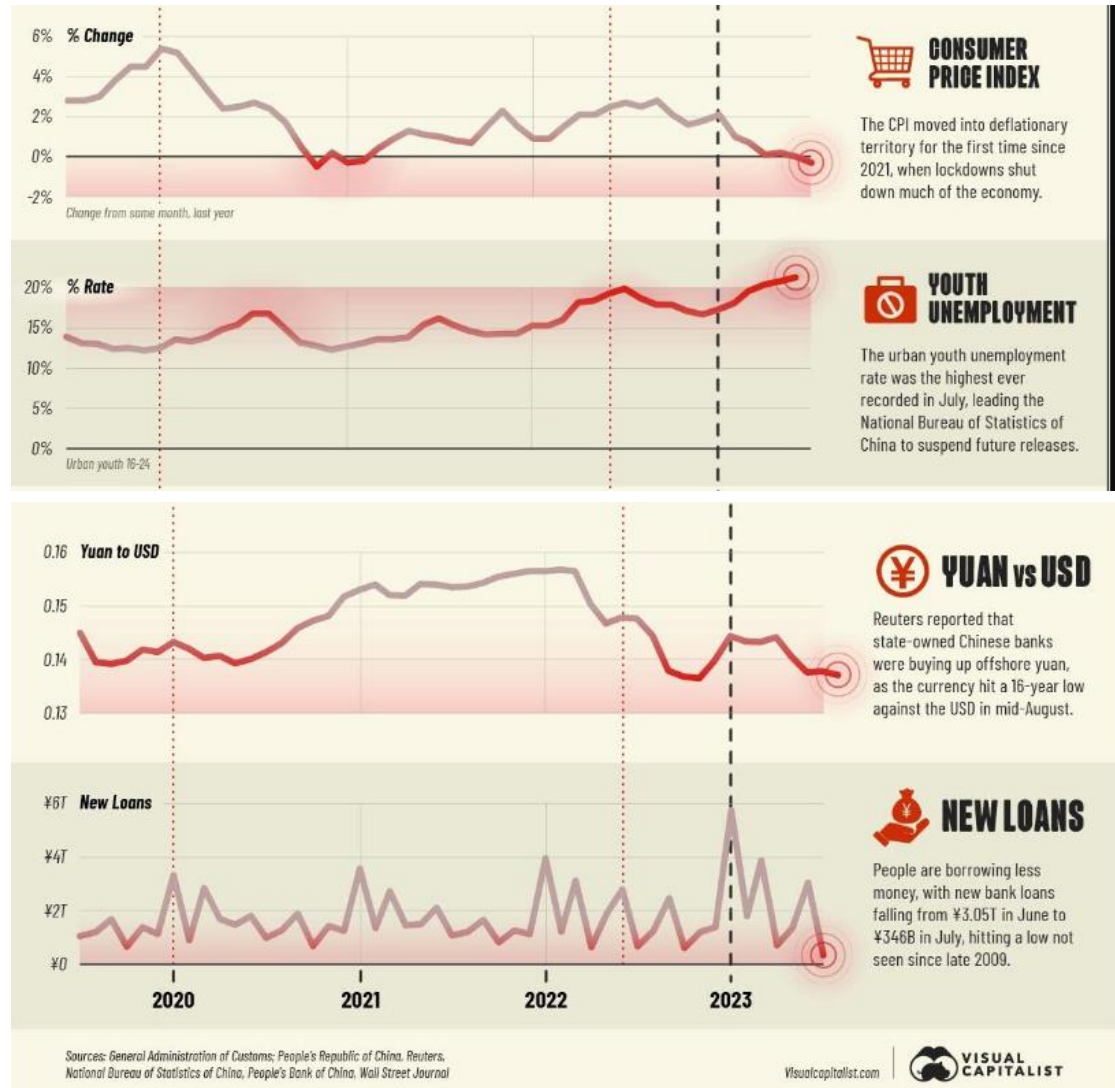 6% % Change
4%
2%
0%
-2%
Change from same month, last year
CONSUMER
PRICE INDEX
The CPI moved into deflationary
territory for the first time since
2021, when lockdowns shut
down much of the economy.
20% % Rate
15%
10%
5%
0%
Urban youth 16-24
YOUTH
UNEMPLOYMENT
The urban youth unemployment
rate was the highest ever
recorded in July, leading the
National Bureau of Statistics of
China to suspend future releases.
0.16 Yuan to USD
0.15
0.14
0.13
¥
YUAN VS USD
Reuters reported that
state-owned Chinese banks
were buying up offshore yuan,
as the currency hit a 16-year low
against the USD in mid-August.
¥6T New Loans
¥4T
¥2T
¥0
¥
NEW LOANS
People are borrowing less
money, with new bank loans
falling from ¥3.05T in June to
¥346B in July, hitting a low not
seen since late 2009.
2020 2021 2022 2023
Sources: General Administration of Customs; People's Republic of China, Reuters,
National Bureau of Statistics of China, People's Bank of China, Wall Street Journal
Visualcapitalist.com
VISUAL
CAPITALIST